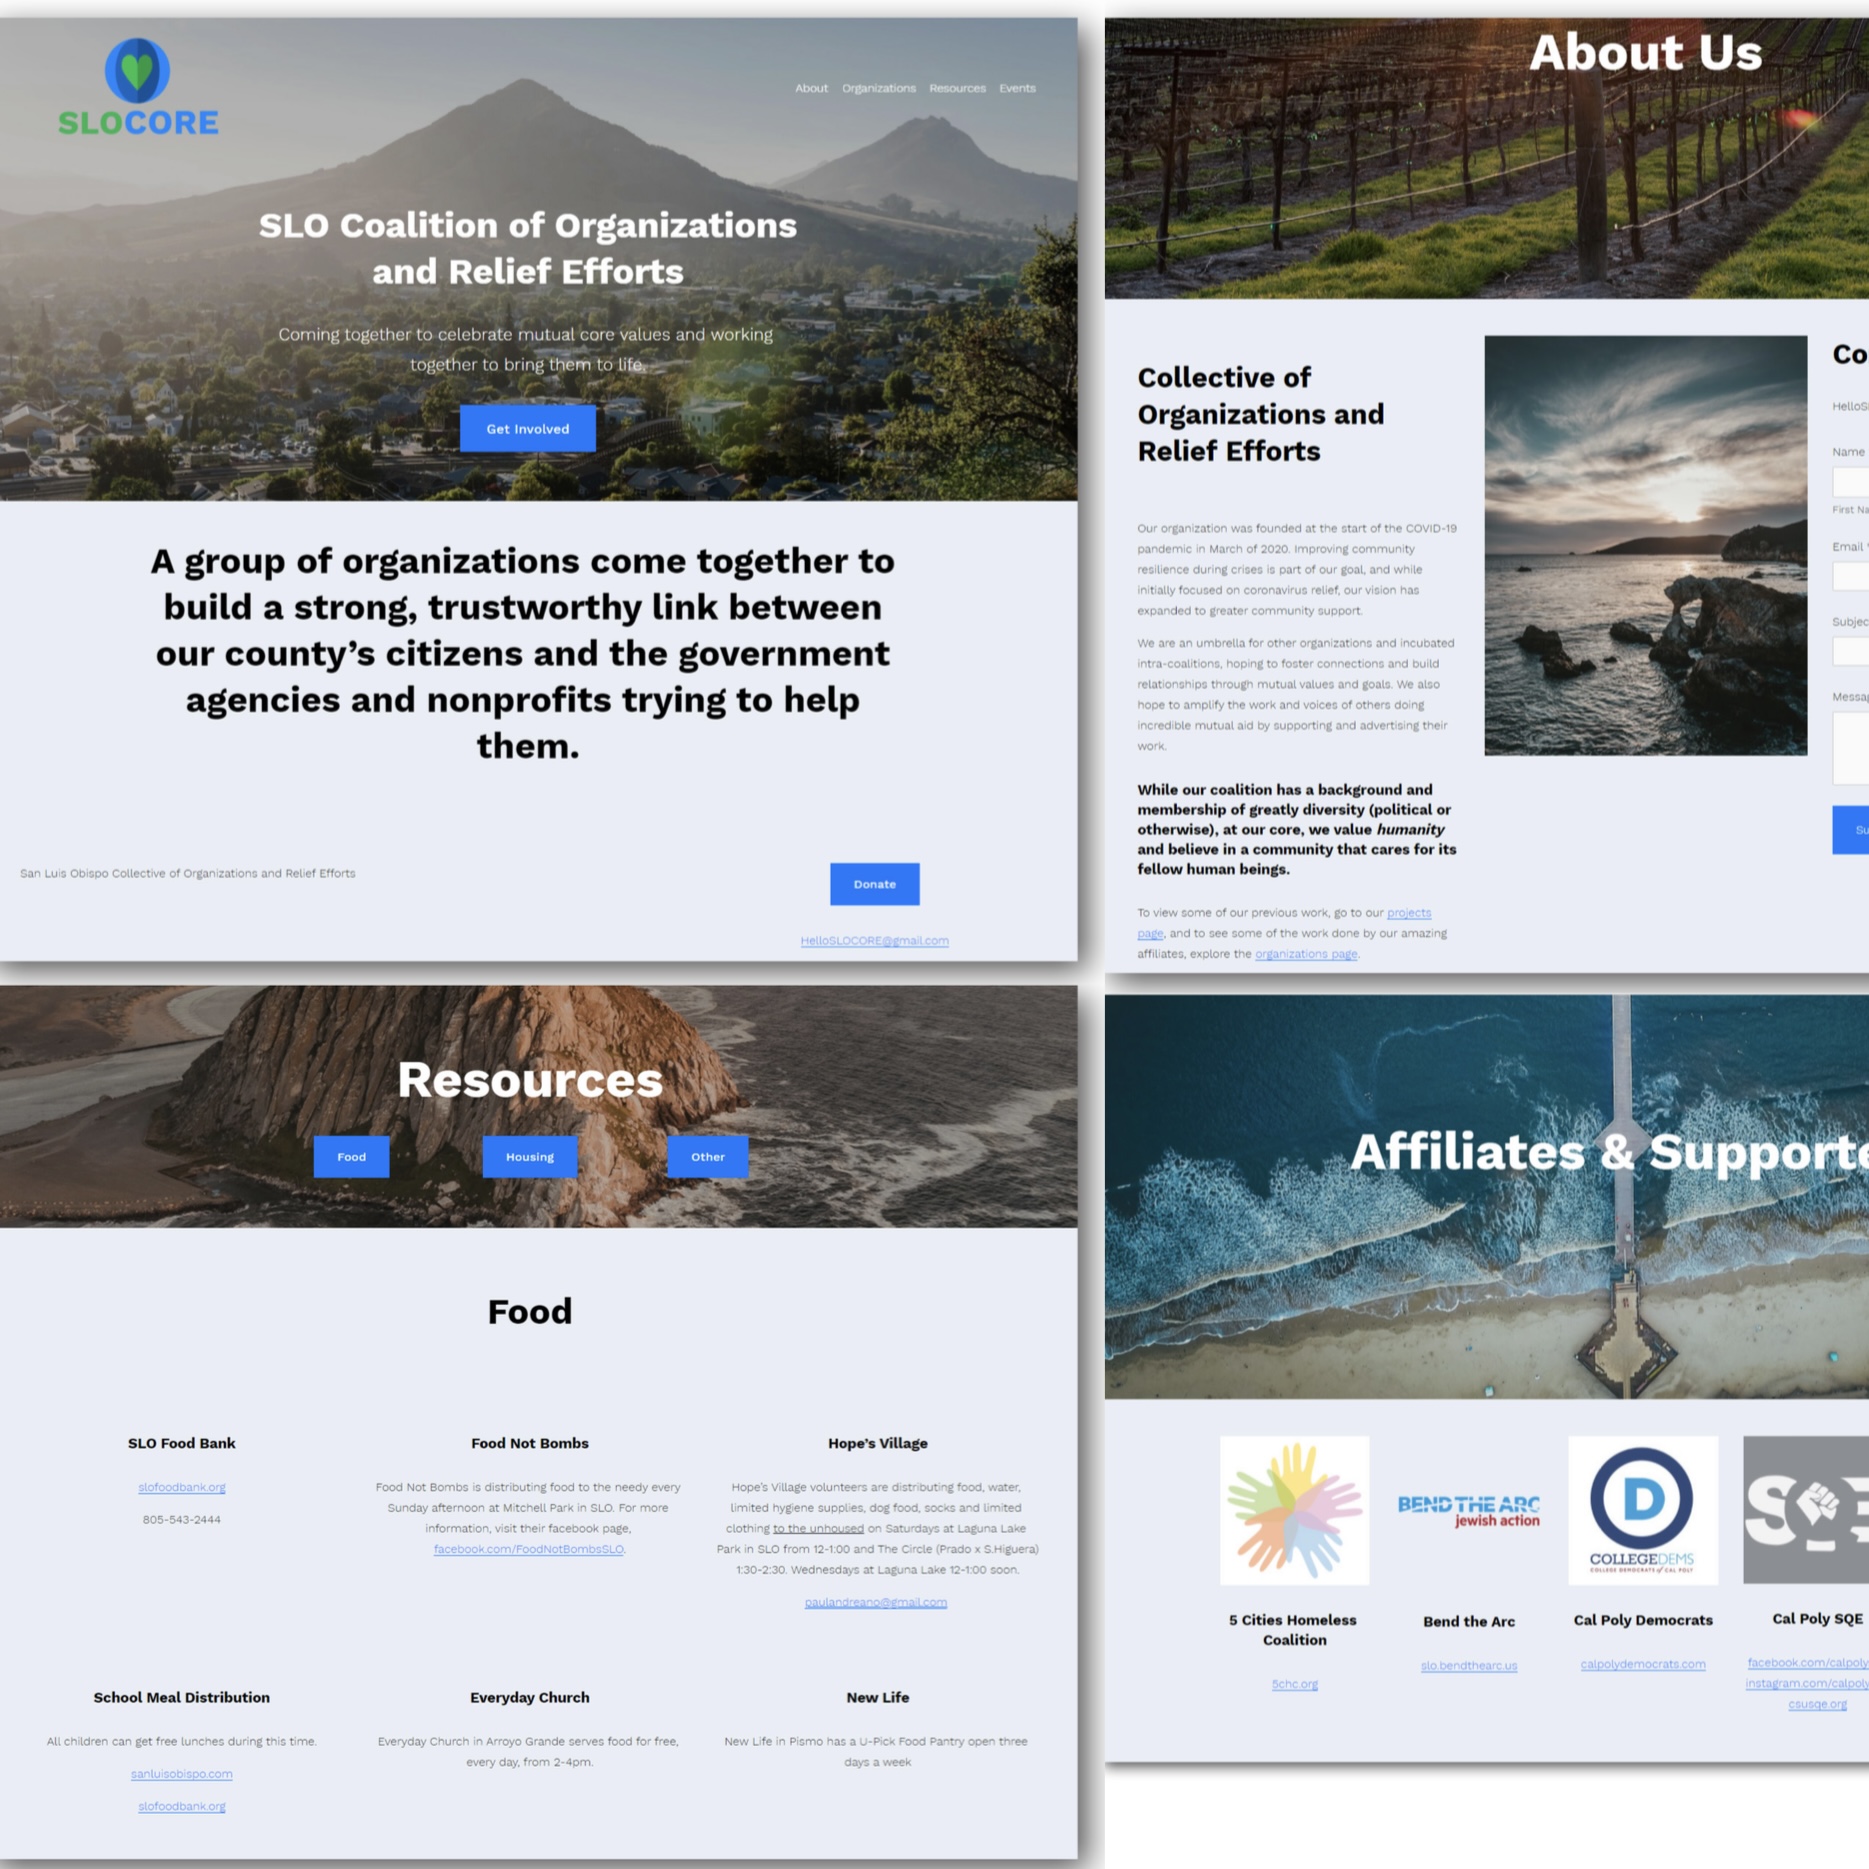 SLOCORE
About Organizations Resources Events
SLO Coalition of Organizations
and Relief Efforts
Coming together to celebrate mutual core values and working
together to bring them to life.
Get Involved
A group of organizations come together to
build a strong, trustworthy link between
our county’s citizens and the government
agencies and nonprofits trying to help
them.
San Luis Obispo Collective of Organizations and Relief Efforts
Donate
HelloSLOCORE@gmail.com
About Us
Collective of
Organizations and
Relief Efforts
Our organization was founded at the start of the COVID-19
pandemic in March of 2020. Improving community
resilience during crises is part of our goal, and while
initially focused on coronavirus relief, our vision has
expanded to greater community support.
We are an umbrella for other organizations and incubated
intra-coalitions, hoping to foster connections and build
relationships through mutual values and goals. We also
hope to amplify the work and voices of others doing
incredible mutual aid by supporting and advertising their
work.
While our coalition has a background and
membership of greatly diversity (political or
otherwise), at our core, we value humanity
and believe in a community that cares for its
fellow human beings.
To view some of our previous work, go to our projects
page, and to see some of the work done by our amazing
affiliates, explore the organizations page.
Co
HelloS
Name
First Na
Email
Subjec
Messag
Su
Resources
Food Housing Other
Food
SLO Food Bank
slofoodbank.org
805-543-2444
Food Not Bombs
Food Not Bombs is distributing food to the needy every
Sunday afternoon at Mitchell Park in SLO. For more
information, visit their facebook page,
facebook.com/FoodNotBombsSLO.
Hope’s Village
Hope’s Village volunteers are distributing food, water,
limited hygiene supplies, dog food, socks and limited
clothing to the unhoused on Saturdays at Laguna Lake
Park in SLO from 12-1:00 and The Circle (Prado x S.Higuera)
1:30-2:30. Wednesdays at Laguna Lake 12-1:00 soon.
paulandreano@gmail.com
School Meal Distribution
All children can get free lunches during this time.
sanluisobispo.com
slofoodbank.org
Everyday Church
Everyday Church in Arroyo Grande serves food for free,
every day, from 2-4pm.
New Life
New Life in Pismo has a U-Pick Food Pantry open three
days a week
Affiliates & Supporte
5 Cities Homeless
Coalition
5chc.org
BEND THE ARC
jewish action
Bend the Arc
slo.bendthearc.us
D
COLLEGEDEMS
COLLEGE DEMOCRATS of CAL POLY
Cal Poly Democrats
calpolydemocrats.com
SQE
Cal Poly SQE
facebook.com/calpoly
instagram.com/calpoly
csusqe.org